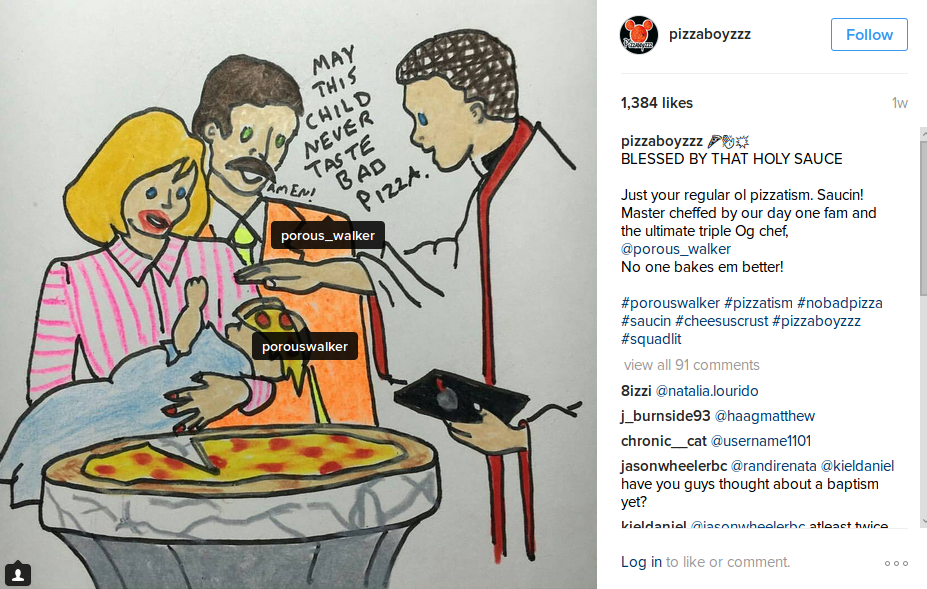 MAY
THIS
CHILD
NEVER
TASTE
BAD
PIZZA.
AMEN!
porous_walker
porouswalker
pizzaboyzzz
Follow
1,384 likes
1w
pizzaboyzzz 🍕👼💥
BLESSED BY THAT HOLY SAUCE
Just your regular ol pizzatism. Saucin!
Master cheffed by our day one fam and
the ultimate triple Og chef,
@porous_walker
No one bakes em better!
#porouswalker #pizzatism #nobadpizza
#saucin #cheesuscrust #pizzaboyzzz
#squadlit
view all 91 comments
8izzi @natalia.lourido
j_burnside93 @haagmatthew
chronic__cat @username1101
jasonwheelerbc @randirenata @kieldaniel
have you guys thought about a baptism
yet?
kieldaniel @jasonwheelerbc atleast twice
Log in to like or comment.